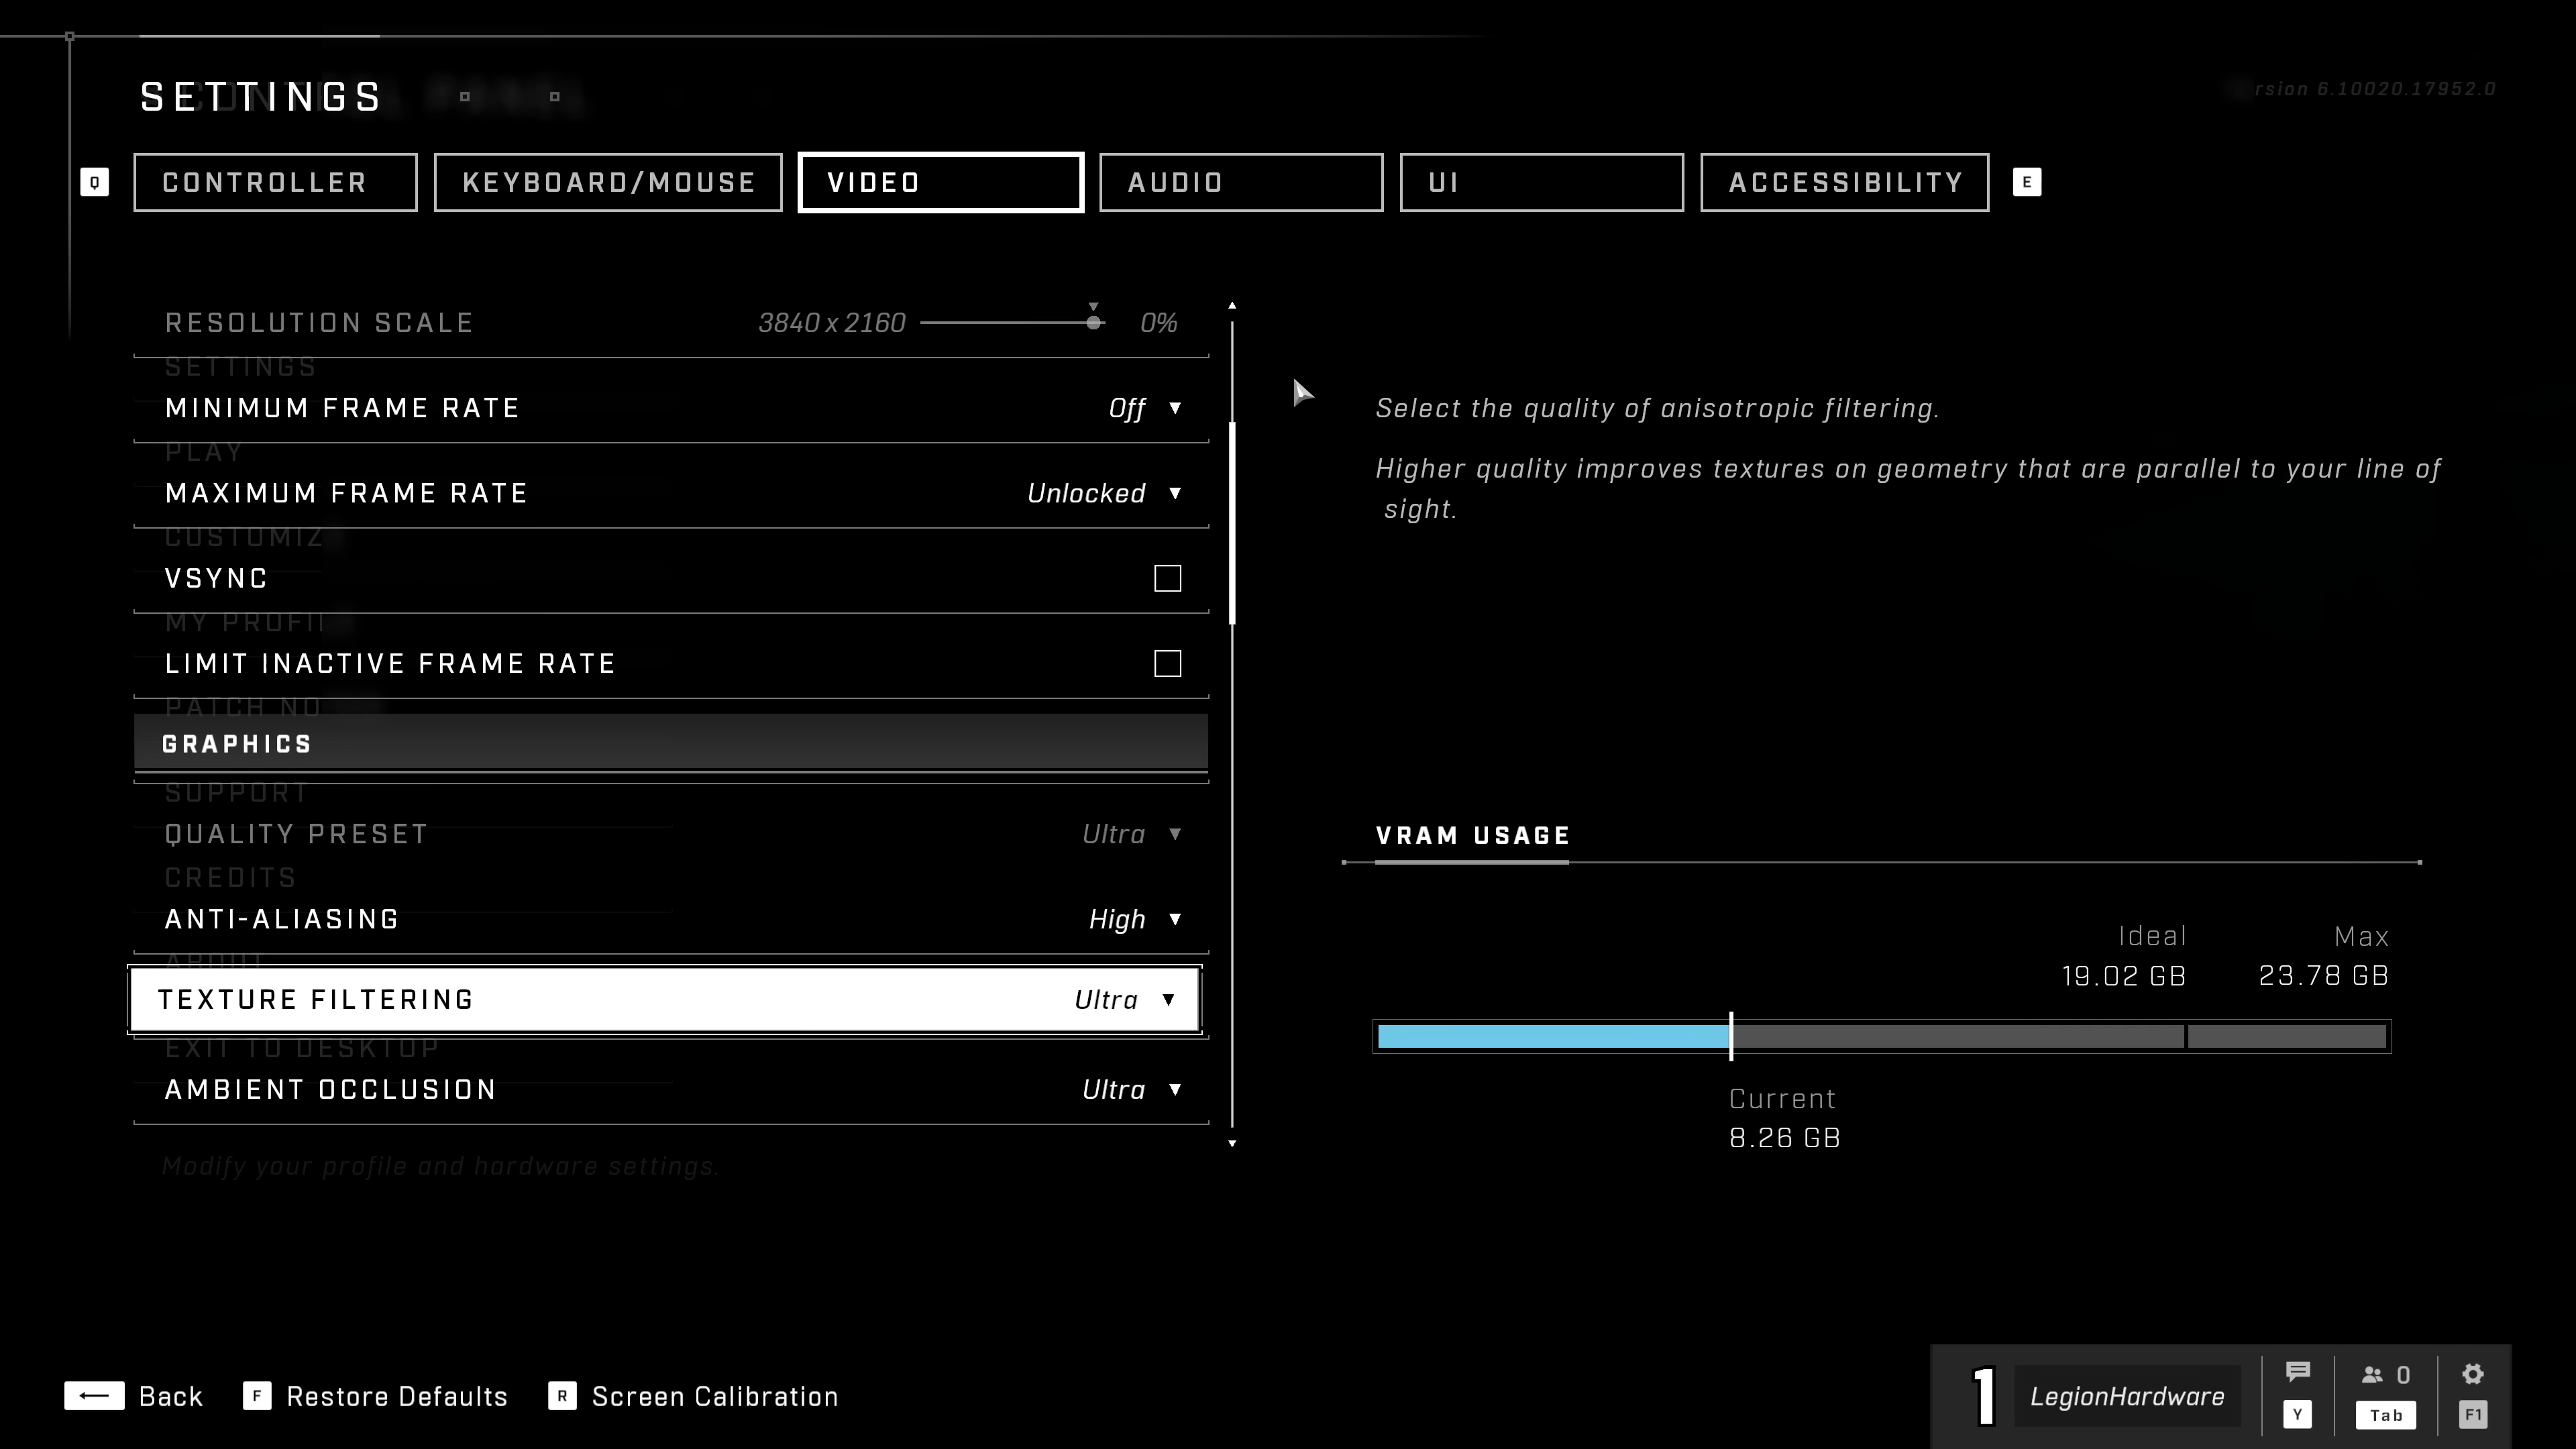 SETTINGS
rsion 6.10020.17952.0
Q
CONTROLLER
KEYBOARD/MOUSE
VIDEO
AUDIO
UI
ACCESSIBILITY
E
RESOLUTION SCALE 3840 x 2160 0%
SETTINGS
MINIMUM FRAME RATE Off
PLAY
MAXIMUM FRAME RATE Unlocked
VSYNC
LIMIT INACTIVE FRAME RATE
GRAPHICS
SUPPORT
QUALITY PRESET Ultra
CREDITS
ANTI-ALIASING High
ABOUT
TEXTURE FILTERING Ultra
EXIT TO DESKTOP
AMBIENT OCCLUSION Ultra
Modify your profile and hardware settings.
Select the quality of anisotropic filtering.
Higher quality improves textures on geometry that are parallel to your line of
sight.
VRAM USAGE
Ideal
19.02 GB
Max
23.78 GB
Current
8.26 GB
Back
F Restore Defaults
R Screen Calibration
1 LegionHardware
Y
0
Tab
F1